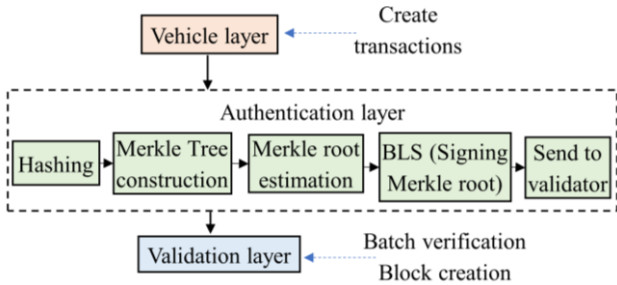 Vehicle layer
Create
transactions
Authentication layer
Hashing
Merkle Tree
construction
Merkle root
estimation
BLS (Signing
Merkle root)
Send to
validator
Validation layer
Batch verification
Block creation